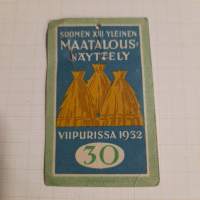 SUOMEN XIII YLEINEN
MAATALOUS-
NÄYTTELY
VIIPURISSA 1932
30